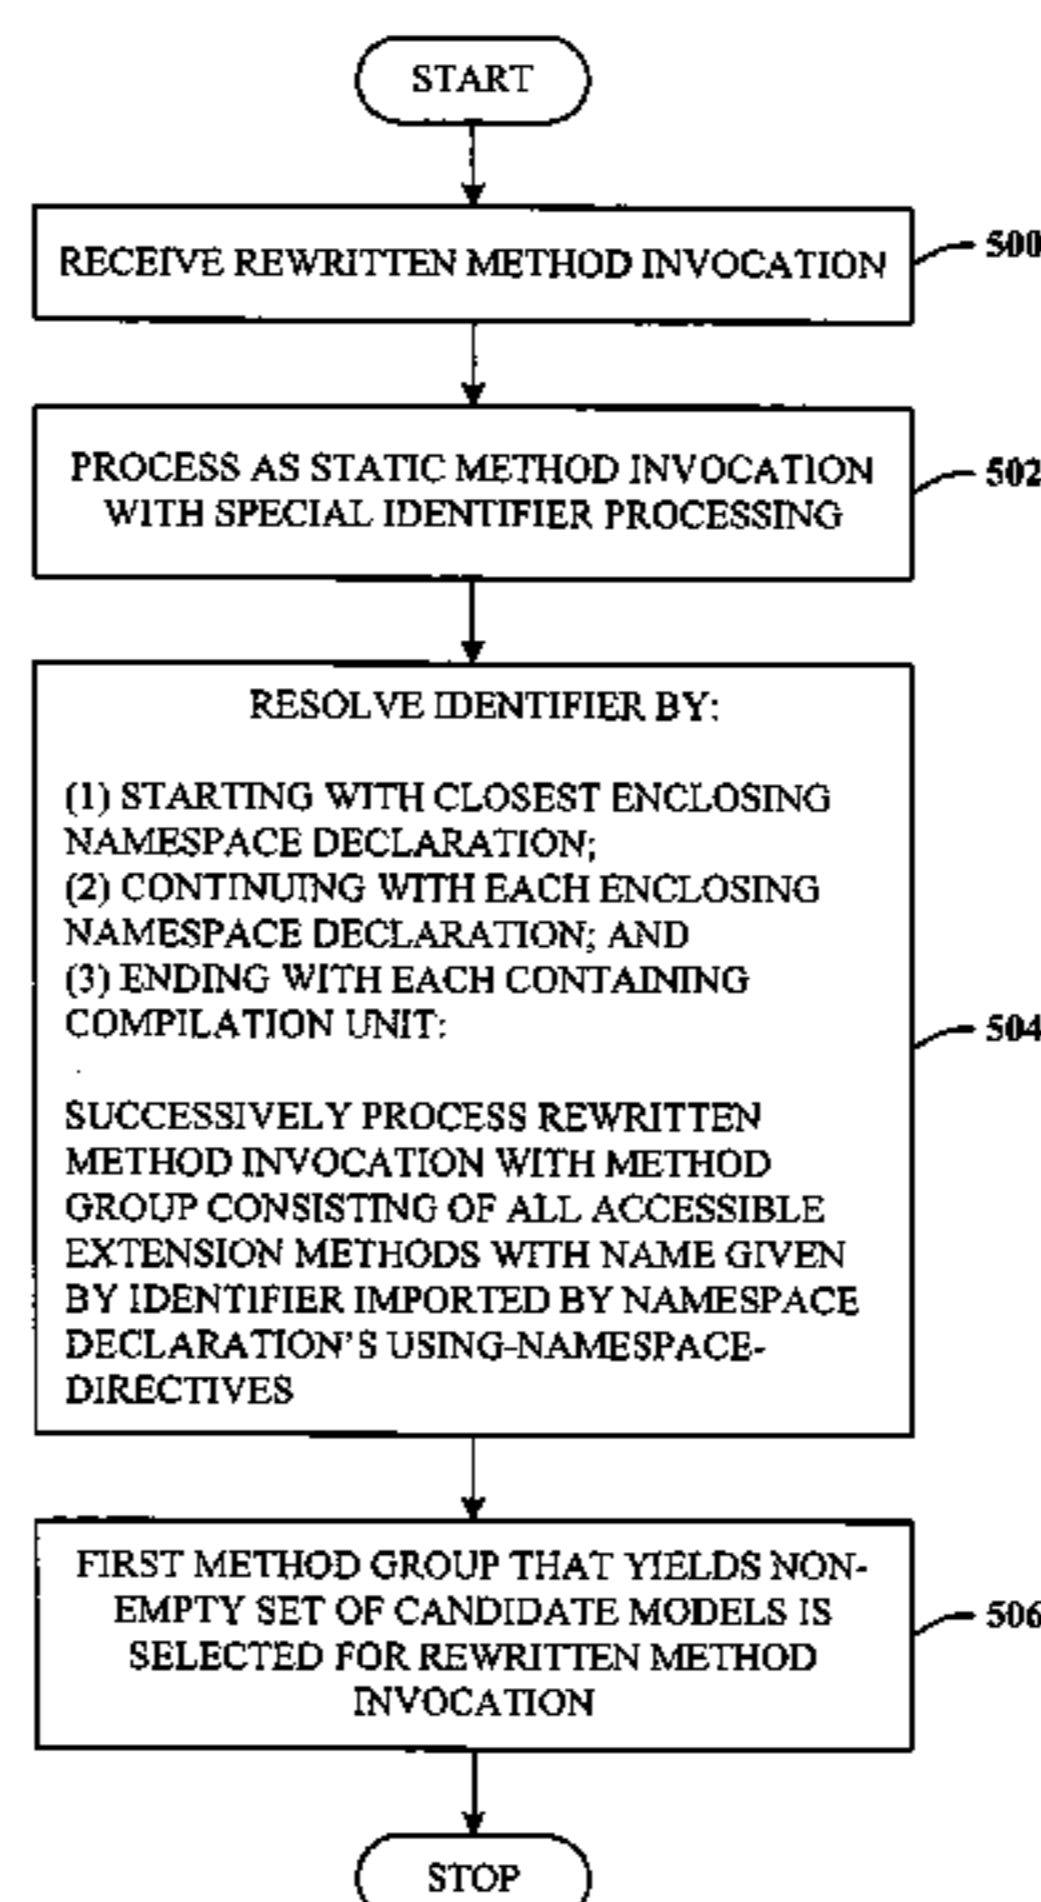 START
RECEIVE REWRITTEN METHOD INVOCATION
500
PROCESS AS STATIC METHOD INVOCATION
WITH SPECIAL IDENTIFIER PROCESSING
502
RESOLVE IDENTIFIER BY:
(1) STARTING WITH CLOSEST ENCLOSING
NAMESPACE DECLARATION;
(2) CONTINUING WITH EACH ENCLOSING
NAMESPACE DECLARATION; AND
(3) ENDING WITH EACH CONTAINING
COMPILATION UNIT:
SUCCESSIVELY PROCESS REWRITTEN
METHOD INVOCATION WITH METHOD
GROUP CONSISTING OF ALL ACCESSIBLE
EXTENSION METHODS WITH NAME GIVEN
BY IDENTIFIER IMPORTED BY NAMESPACE
DECLARATION'S USING-NAMESPACE-
DIRECTIVES
504
FIRST METHOD GROUP THAT YIELDS NON-
EMPTY SET OF CANDIDATE MODELS IS
SELECTED FOR REWRITTEN METHOD
INVOCATION
506
STOP